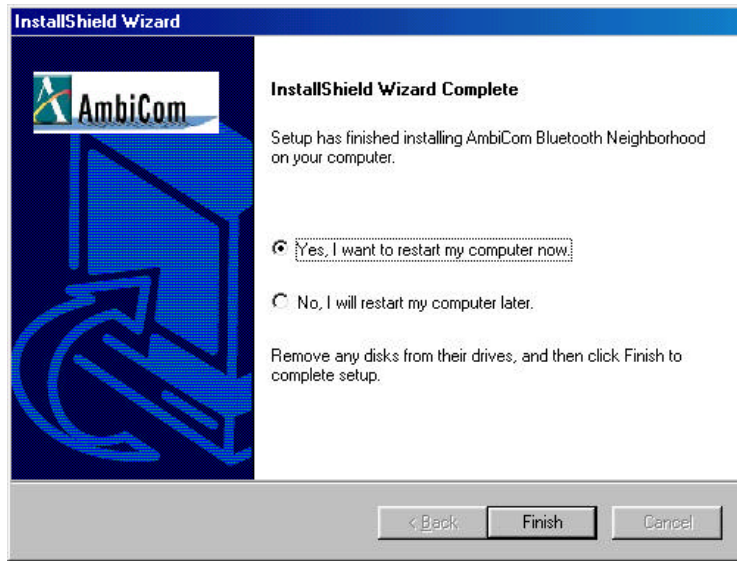 InstallShield Wizard
AmbiCom
InstallShield Wizard Complete
Setup has finished installing AmbiCom Bluetooth Neighborhood
on your computer.
Yes, I want to restart my computer now.
No, I will restart my computer later.
Remove any disks from their drives, and then click Finish to
complete setup.
< Back
Finish
Cancel